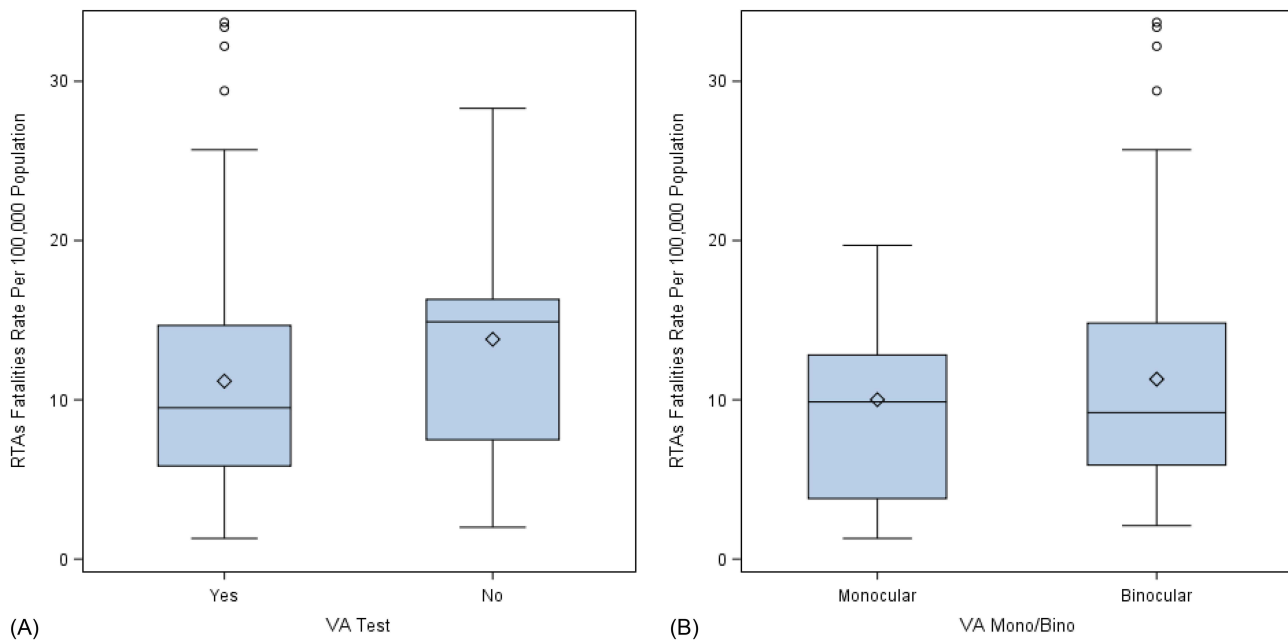 RTAs Fatalities Rate Per 100,000 Population
30
20
10
0
Yes
No
VA Test
(A)
RTAs Fatalities Rate Per 100,000 Population
30
20
10
0
Monocular
Binocular
VA Mono/Bino
(B)